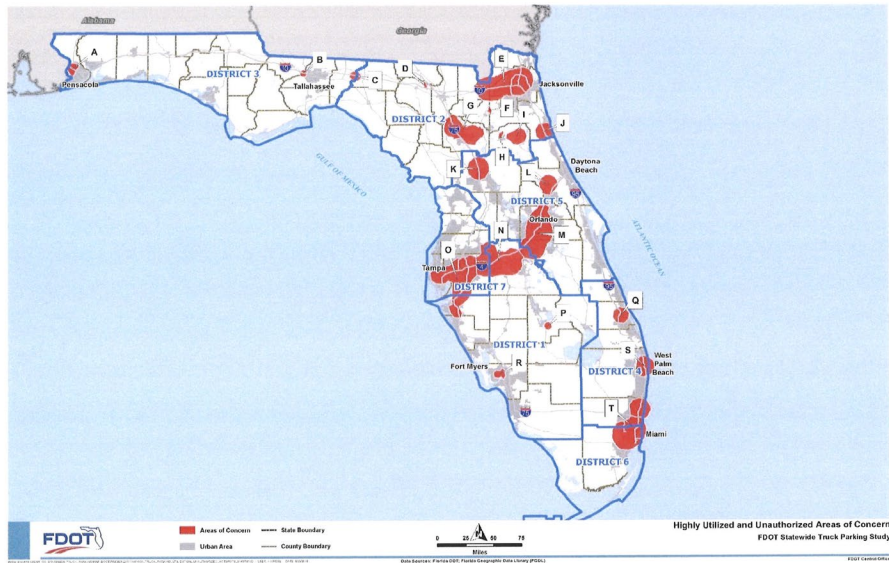 Alabama
Georgia
A
B
C
D
E
DISTRICT 3
Pensacola
Tallahassee
Jacksonville
G
F
I
J
DISTRICT 2
H
K
L
Daytona
Beach
GULF OF MEXICO
DISTRICT 5
Orlando
N
M
ATLANTIC OCEAN
O
Tampa
DISTRICT 7
P
Q
DISTRICT 1
S
Fort Myers
R
West
Palm
Beach
DISTRICT 4
T
Miami
DISTRICT 6
FDOT
Areas of Concern
State Boundary
Urban Area
County Boundary
0 25 50 75
Miles
Highly Utilized and Unauthorized Areas of Concern
FDOT Statewide Truck Parking Study
Data Sources: Florida DOT; Florida Geographic Data Library (FGDL)
FDOT Central Office